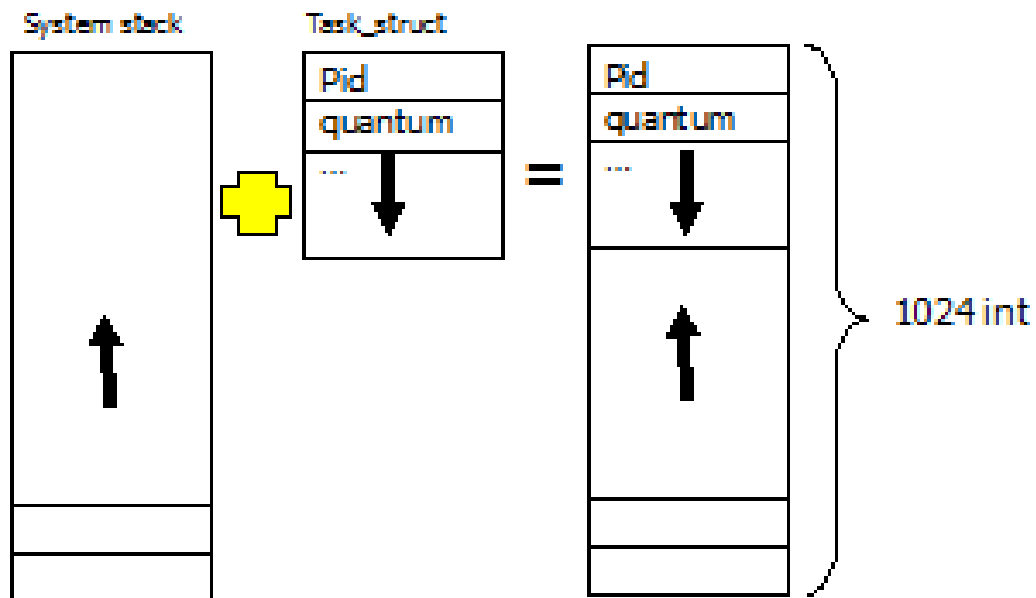 System stack
Task_struct
Pid
quantum
...
=
Pid
quantum
...
1024 int